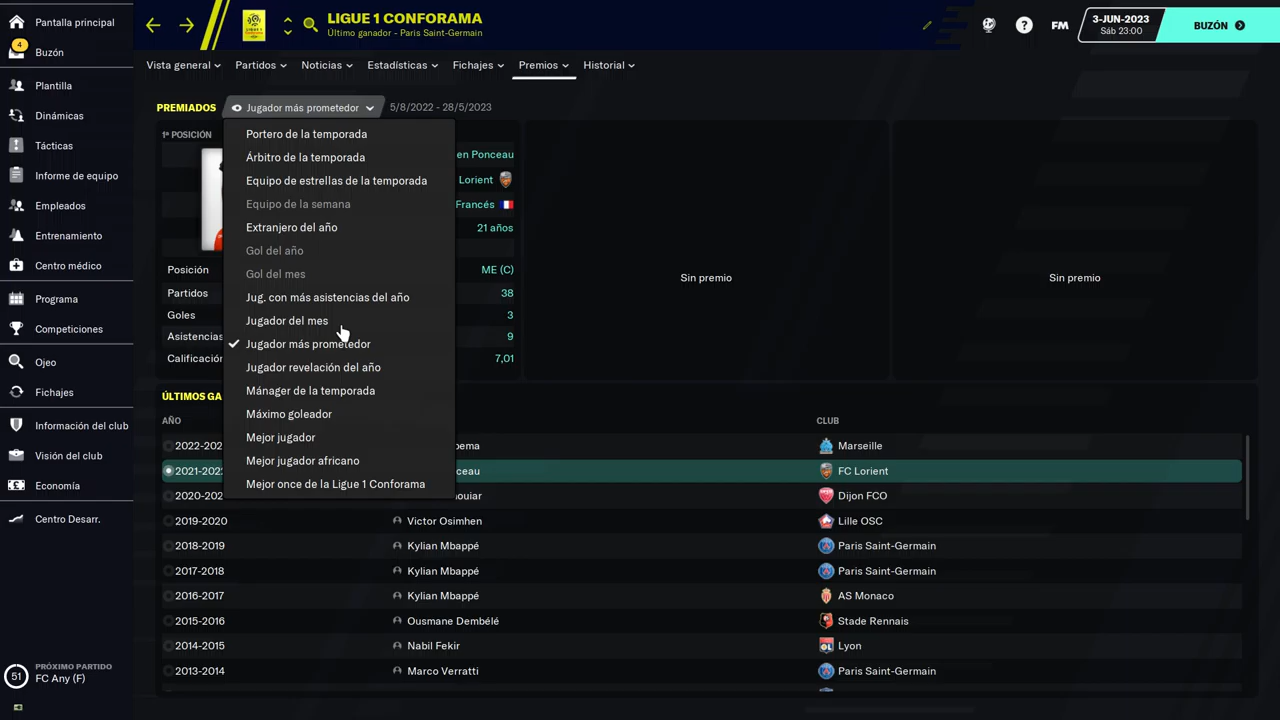 Pantalla principal
4
Buzón
Plantilla
Dinámicas
Tácticas
Informe de equipo
Empleados
Entrenamiento
Centro médico
Programa
Competiciones
Ojeo
Fichajes
Información del club
Visión del club
Economía
Centro Desarr.
51
PRÓXIMO PARTIDO
FC Any (F)
LIGUE 1 CONFORAMA
Último ganador - Paris Saint-Germain
?
FM
3-JUN-2023
Sáb 23:00
BUZÓN
Vista general
Partidos
Noticias
Estadísticas
Fichajes
Premios
Historial
PREMIADOS
Jugador más prometedor
5/8/2022 - 28/5/2023
1ª POSICIÓN
Portero de la temporada
Árbitro de la temporada
Equipo de estrellas de la temporada
Equipo de la semana
Extranjero del año
Gol del año
Gol del mes
Jug. con más asistencias del año
Jugador del mes
Jugador más prometedor
Jugador revelación del año
Mánager de la temporada
Máximo goleador
Mejor jugador
Mejor jugador africano
Mejor once de la Ligue 1 Conforama
en Ponceau
Lorient
Francés
21 años
Posición ME (C)
Partidos 38
Goles 3
Asistencias 9
Calificación 7,01
Sin premio
Sin premio
ÚLTIMOS GA
AÑO CLUB
2022-202 Marseille
2021-202 ceau FC Lorient
2020-202 ouiar Dijon FCO
2019-2020 Victor Osimhen Lille OSC
2018-2019 Kylian Mbappé Paris Saint-Germain
2017-2018 Kylian Mbappé Paris Saint-Germain
2016-2017 Kylian Mbappé AS Monaco
2015-2016 Ousmane Dembélé Stade Rennais
2014-2015 Nabil Fekir Lyon
2013-2014 Marco Verratti Paris Saint-Germain